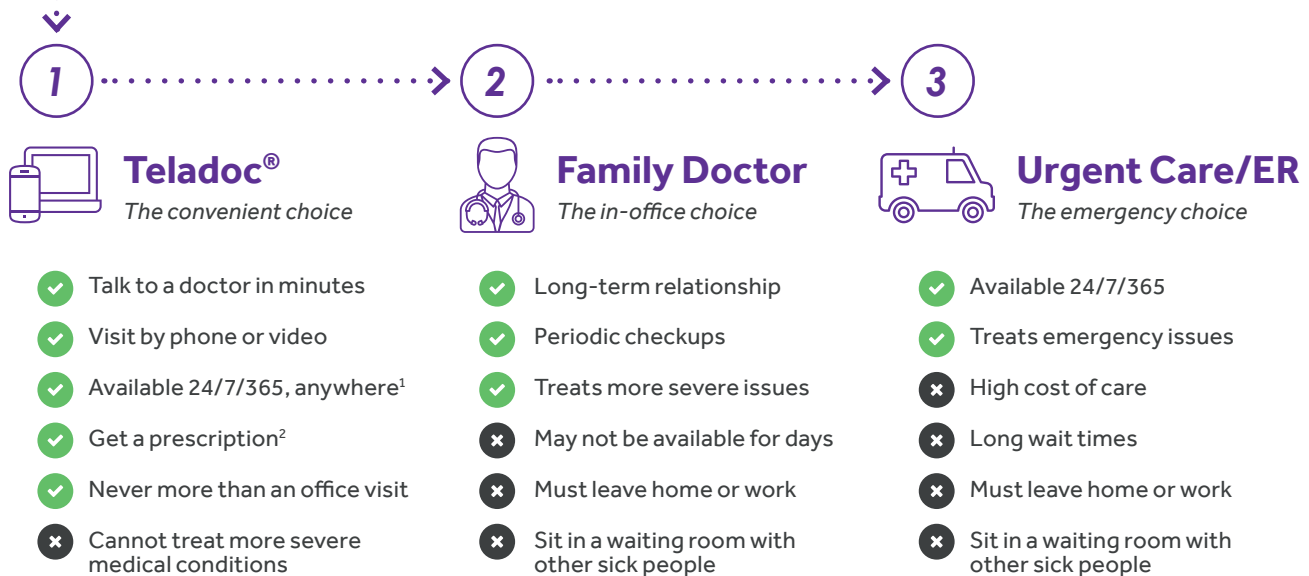 1
2
3
Teladoc®
The convenient choice
Talk to a doctor in minutes
Visit by phone or video
Available 24/7/365, anywhere¹
Get a prescription²
Never more than an office visit
Cannot treat more severe
medical conditions
Family Doctor
The in-office choice
Long-term relationship
Periodic checkups
Treats more severe issues
May not be available for days
Must leave home or work
Sit in a waiting room with
other sick people
Urgent Care/ER
The emergency choice
Available 24/7/365
Treats emergency issues
High cost of care
Long wait times
Must leave home or work
Sit in a waiting room with
other sick people